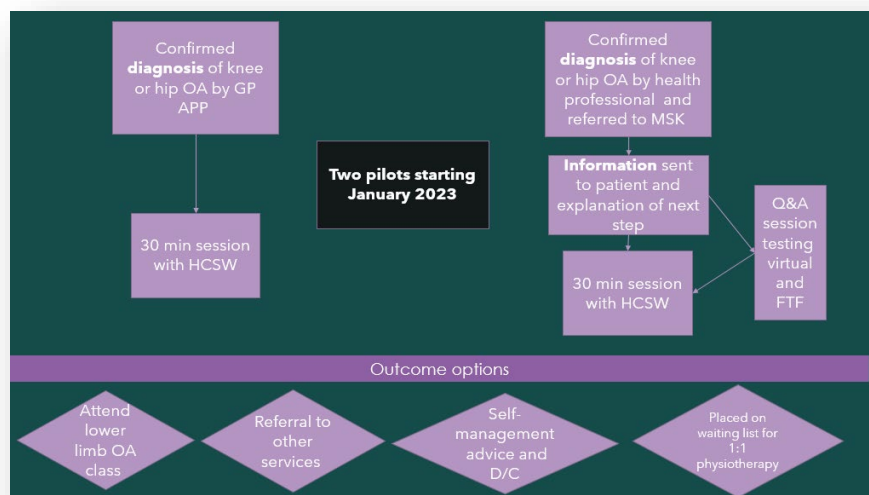 Confirmed
diagnosis of knee
or hip OA by GP
APP
30 min session
with HCSW
Two pilots starting
January 2023
Confirmed
diagnosis of knee
or hip OA by health
professional and
referred to MSK
Information sent
to patient and
explanation of next
step
Q&A
session
testing
virtual
and
FTF
30 min session
with HCSW
Outcome options
Attend
lower
limb OA
class
Referral to
other
services
Self-
management
advice and
D/C
Placed on
waiting list for
1:1
physiotherapy